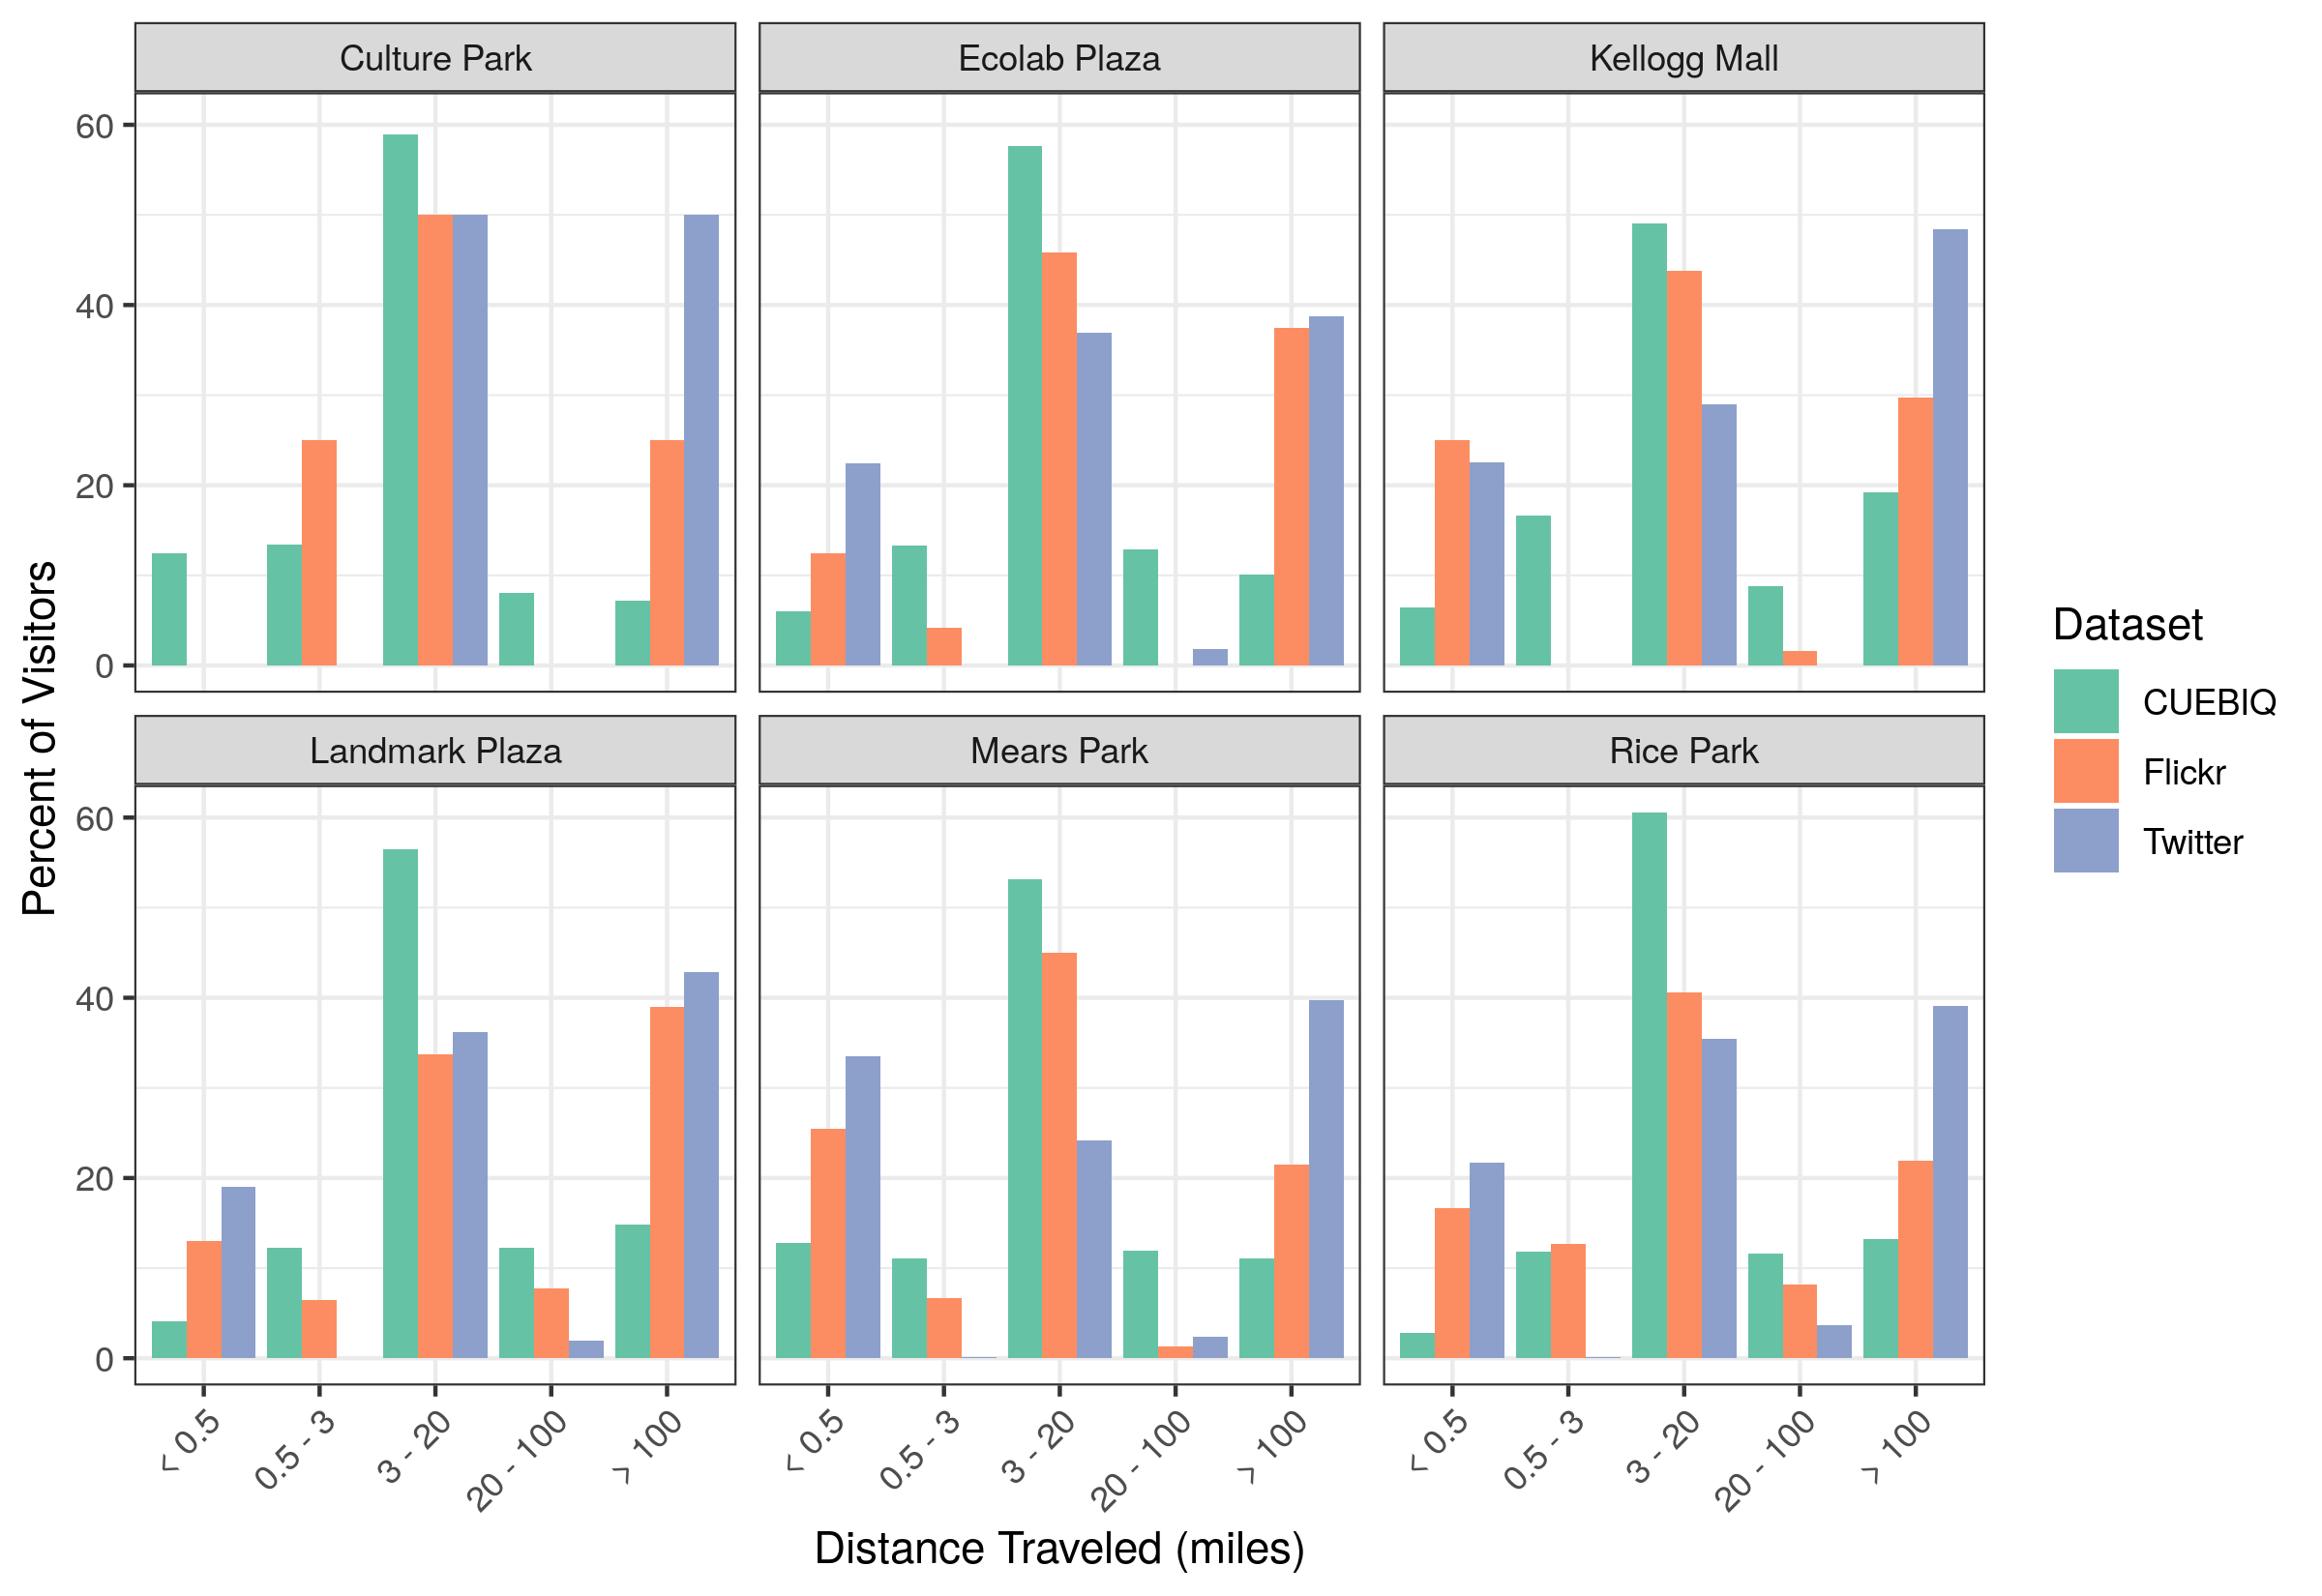 Culture Park
Ecolab Plaza
Kellogg Mall
60
40
20
0
Landmark Plaza
Mears Park
Rice Park
60
40
20
0
< 0.5
0.5 - 3
3 - 20
20 - 100
> 100
< 0.5
0.5 - 3
3 - 20
20 - 100
> 100
< 0.5
0.5 - 3
3 - 20
20 - 100
> 100
Distance Traveled (miles)
Percent of Visitors
Dataset
CUEBIQ
Flickr
Twitter